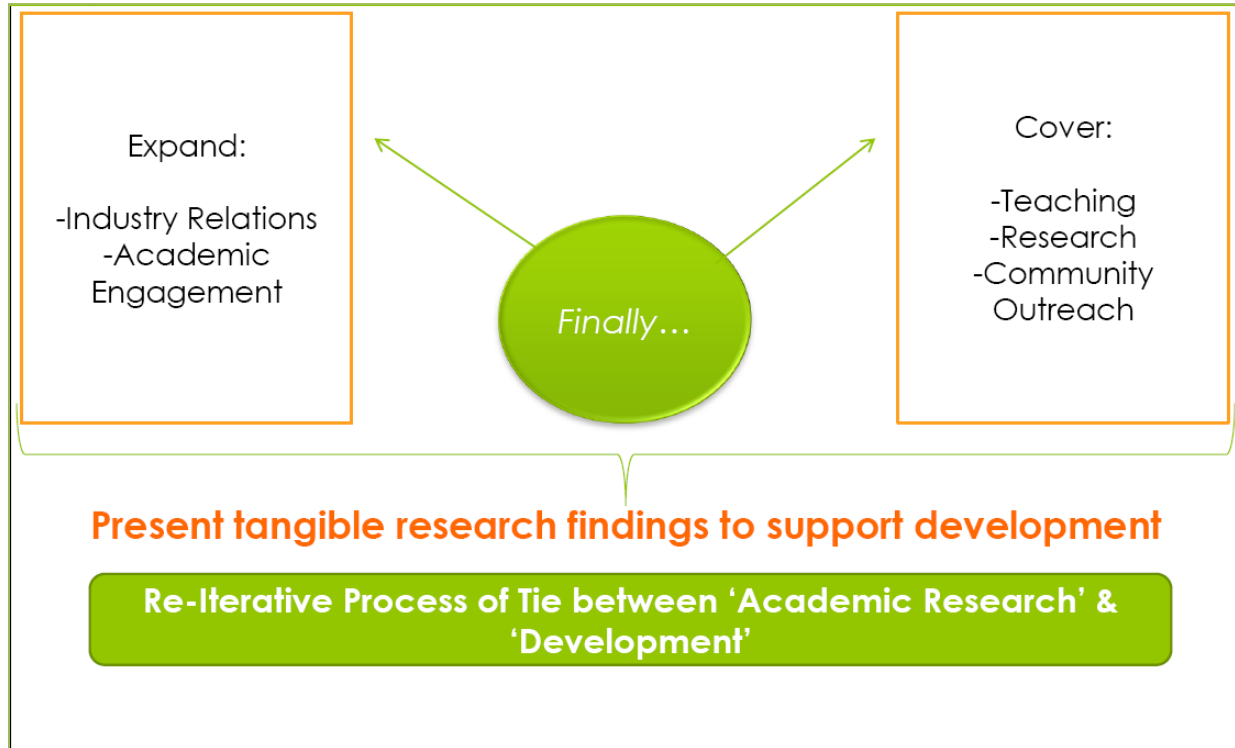 Expand:
-Industry Relations
-Academic
Engagement
Finally…
Cover:
-Teaching
-Research
-Community
Outreach
Present tangible research findings to support development
Re-Iterative Process of Tie between ‘Academic Research’ &
‘Development’